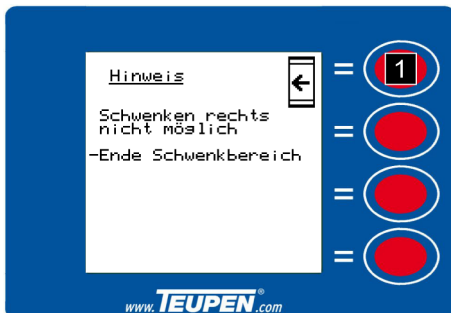 Hinweis
Schwenken rechts
nicht möglich
-Ende Schwenkbereich
= 1
=
=
=
www.TEUPEN®.com